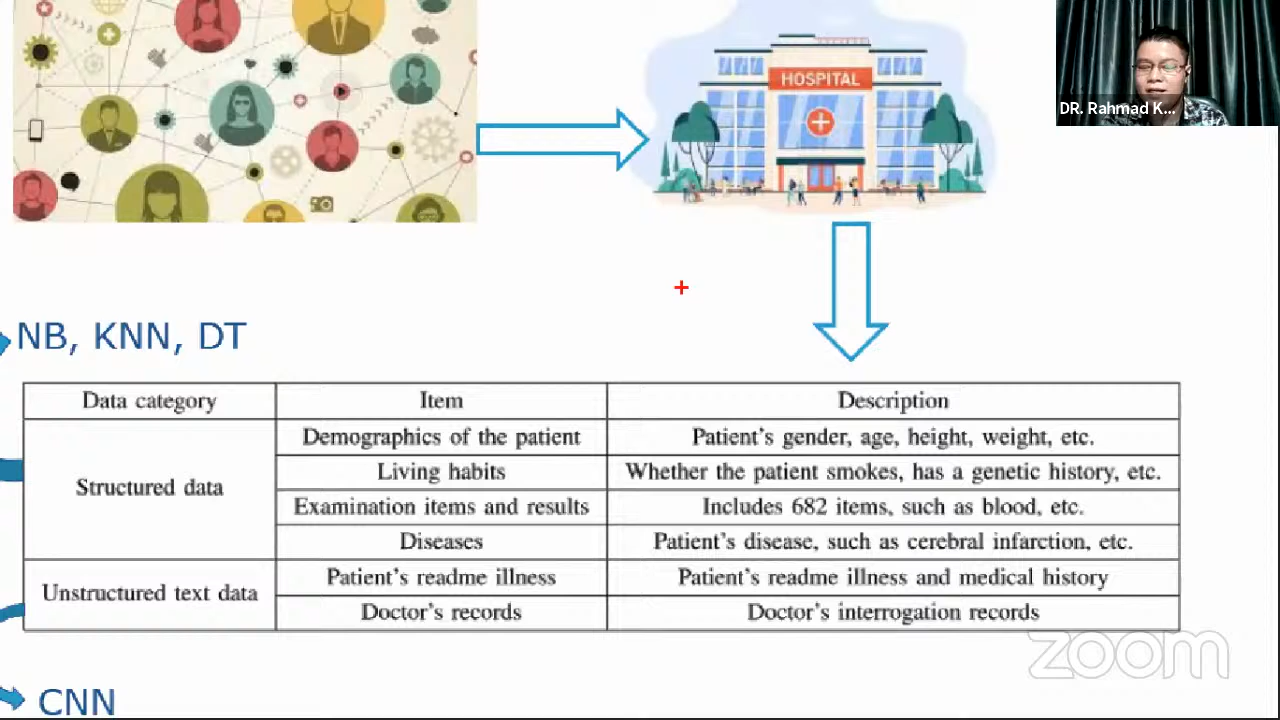 HOSPITAL
DR. Rahmad K...
NB, KNN, DT
Data category Item Description
Structured data
Demographics of the patient Patient's gender, age, height, weight, etc.
Living habits Whether the patient smokes, has a genetic history, etc.
Examination items and results Includes 682 items, such as blood, etc.
Diseases Patient's disease, such as cerebral infarction, etc.
Unstructured text data
Patient's readme illness Patient's readme illness and medical history
Doctor's records Doctor's interrogation records
zoom
CNN